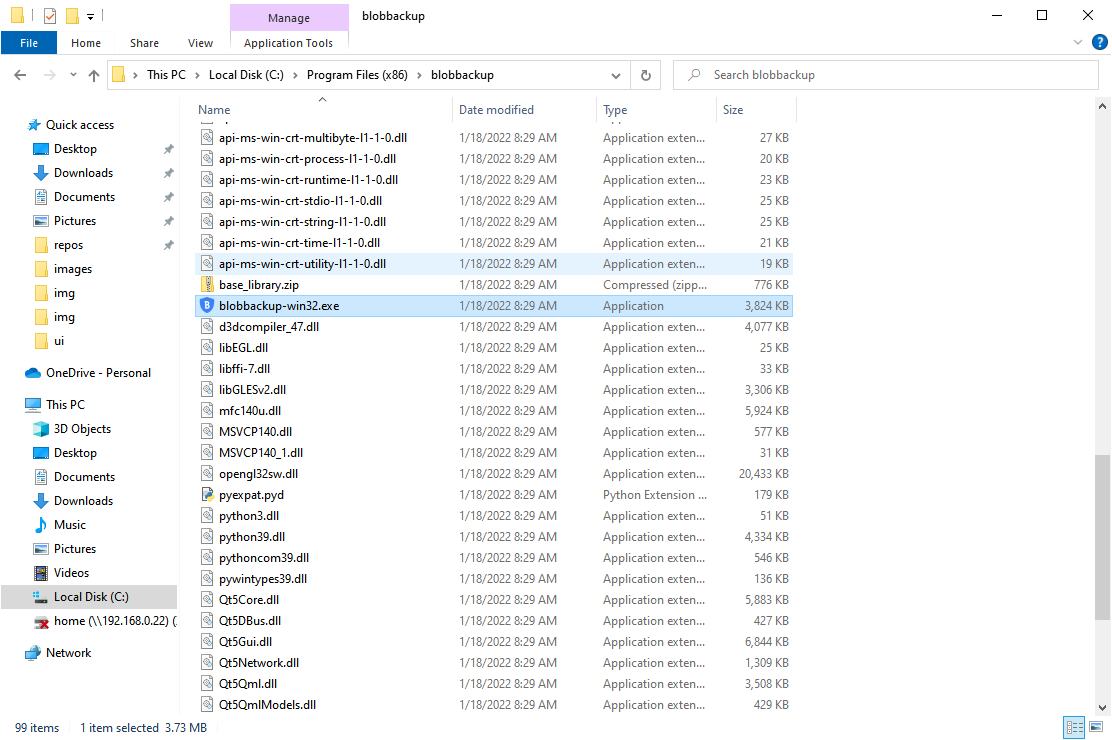 Manage
blobbackup
File
Home
Share
View
Application Tools
This PC
Local Disk (C:)
Program Files (x86)
blobbackup
Search blobbackup
Quick access
Desktop
Downloads
Documents
Pictures
repos
images
img
img
ui
OneDrive - Personal
This PC
3D Objects
Desktop
Documents
Downloads
Music
Pictures
Videos
Local Disk (C:)
home (\\192.168.0.22) (
Network
Name Date modified Type Size
api-ms-win-crt-multibyte-l1-1-0.dll 1/18/2022 8:29 AM Application exten... 27 KB
api-ms-win-crt-process-l1-1-0.dll 1/18/2022 8:29 AM Application exten... 20 KB
api-ms-win-crt-runtime-l1-1-0.dll 1/18/2022 8:29 AM Application exten... 23 KB
api-ms-win-crt-stdio-l1-1-0.dll 1/18/2022 8:29 AM Application exten... 25 KB
api-ms-win-crt-string-l1-1-0.dll 1/18/2022 8:29 AM Application exten... 25 KB
api-ms-win-crt-time-l1-1-0.dll 1/18/2022 8:29 AM Application exten... 21 KB
api-ms-win-crt-utility-l1-1-0.dll 1/18/2022 8:29 AM Application exten... 19 KB
base_library.zip 1/18/2022 8:29 AM Compressed (zipp... 776 KB
blobbackup-win32.exe 1/18/2022 8:29 AM Application 3,824 KB
d3dcompiler_47.dll 1/18/2022 8:29 AM Application exten... 4,077 KB
libEGL.dll 1/18/2022 8:29 AM Application exten... 25 KB
libffi-7.dll 1/18/2022 8:29 AM Application exten... 33 KB
libGLESv2.dll 1/18/2022 8:29 AM Application exten... 3,306 KB
mfc140u.dll 1/18/2022 8:29 AM Application exten... 5,924 KB
MSVCP140.dll 1/18/2022 8:29 AM Application exten... 577 KB
MSVCP140_1.dll 1/18/2022 8:29 AM Application exten... 31 KB
opengl32sw.dll 1/18/2022 8:29 AM Application exten... 20,433 KB
pyexpat.pyd 1/18/2022 8:29 AM Python Extension ... 179 KB
python3.dll 1/18/2022 8:29 AM Application exten... 51 KB
python39.dll 1/18/2022 8:29 AM Application exten... 4,334 KB
pythoncom39.dll 1/18/2022 8:29 AM Application exten... 546 KB
pywintypes39.dll 1/18/2022 8:29 AM Application exten... 136 KB
Qt5Core.dll 1/18/2022 8:29 AM Application exten... 5,883 KB
Qt5DBus.dll 1/18/2022 8:29 AM Application exten... 427 KB
Qt5Gui.dll 1/18/2022 8:29 AM Application exten... 6,844 KB
Qt5Network.dll 1/18/2022 8:29 AM Application exten... 1,309 KB
Qt5Qml.dll 1/18/2022 8:29 AM Application exten... 3,508 KB
Qt5QmlModels.dll 1/18/2022 8:29 AM Application exten... 429 KB
99 items 1 item selected 3.73 MB